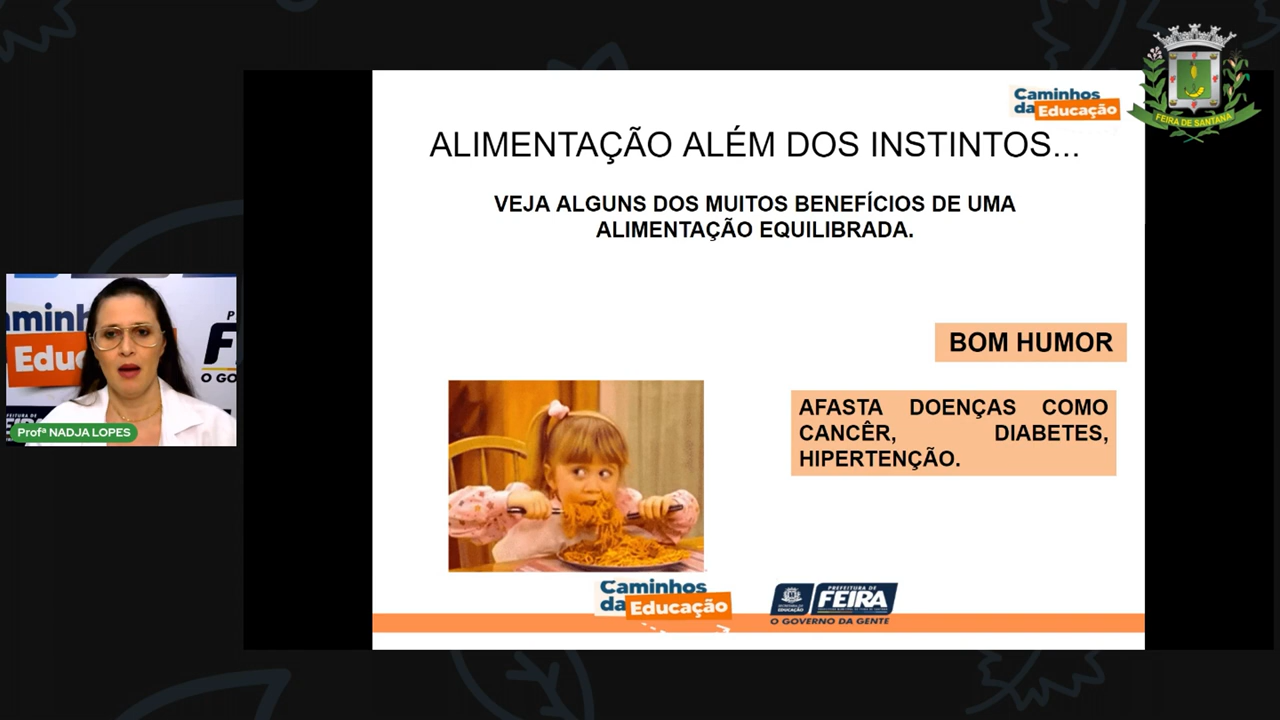 Caminhos
da Educação
FEIRA DE SANTANA
ALIMENTAÇÃO ALÉM DOS INSTINTOS...
VEJA ALGUNS DOS MUITOS BENEFÍCIOS DE UMA
ALIMENTAÇÃO EQUILIBRADA.
BOM HUMOR
AFASTA DOENÇAS COMO
CANCÊR, DIABETES,
HIPERTENÇÃO.
Profª NADJA LOPES
Caminhos
da Educação
PREFEITURA DE
FEIRA
O GOVERNO DA GENTE